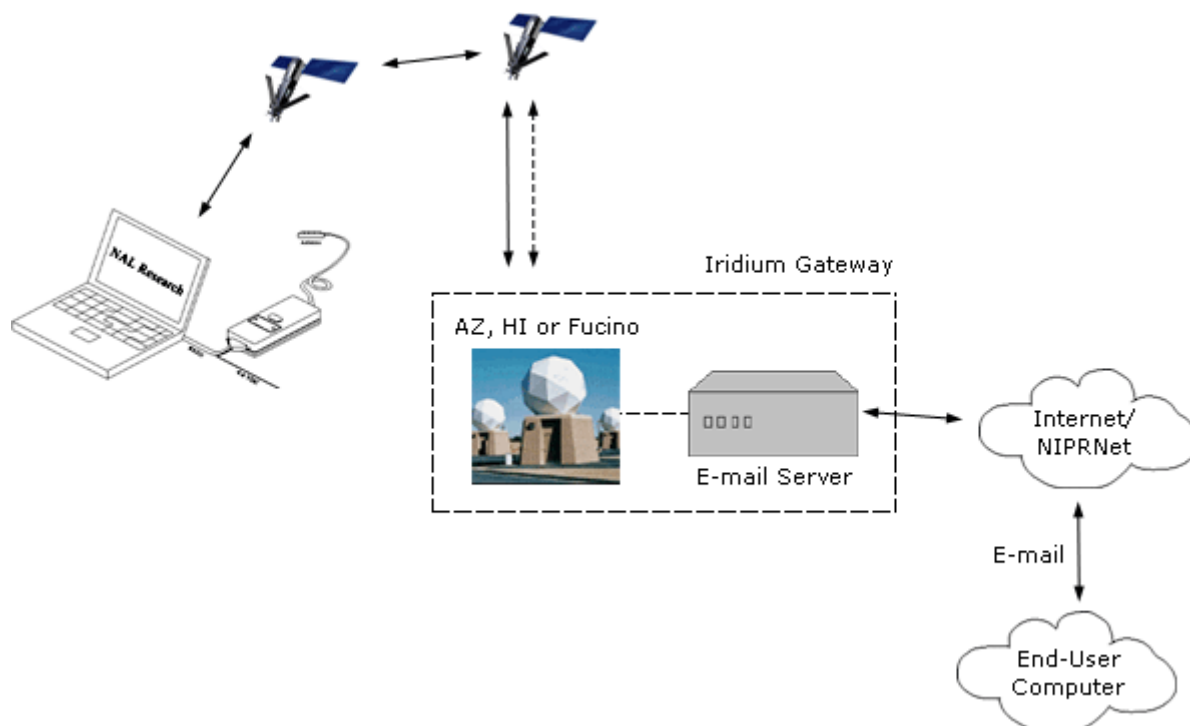 NAL Research
Iridium Gateway
AZ, HI or Fucino
E-mail Server
Internet/
NIPRNet
E-mail
End-User
Computer